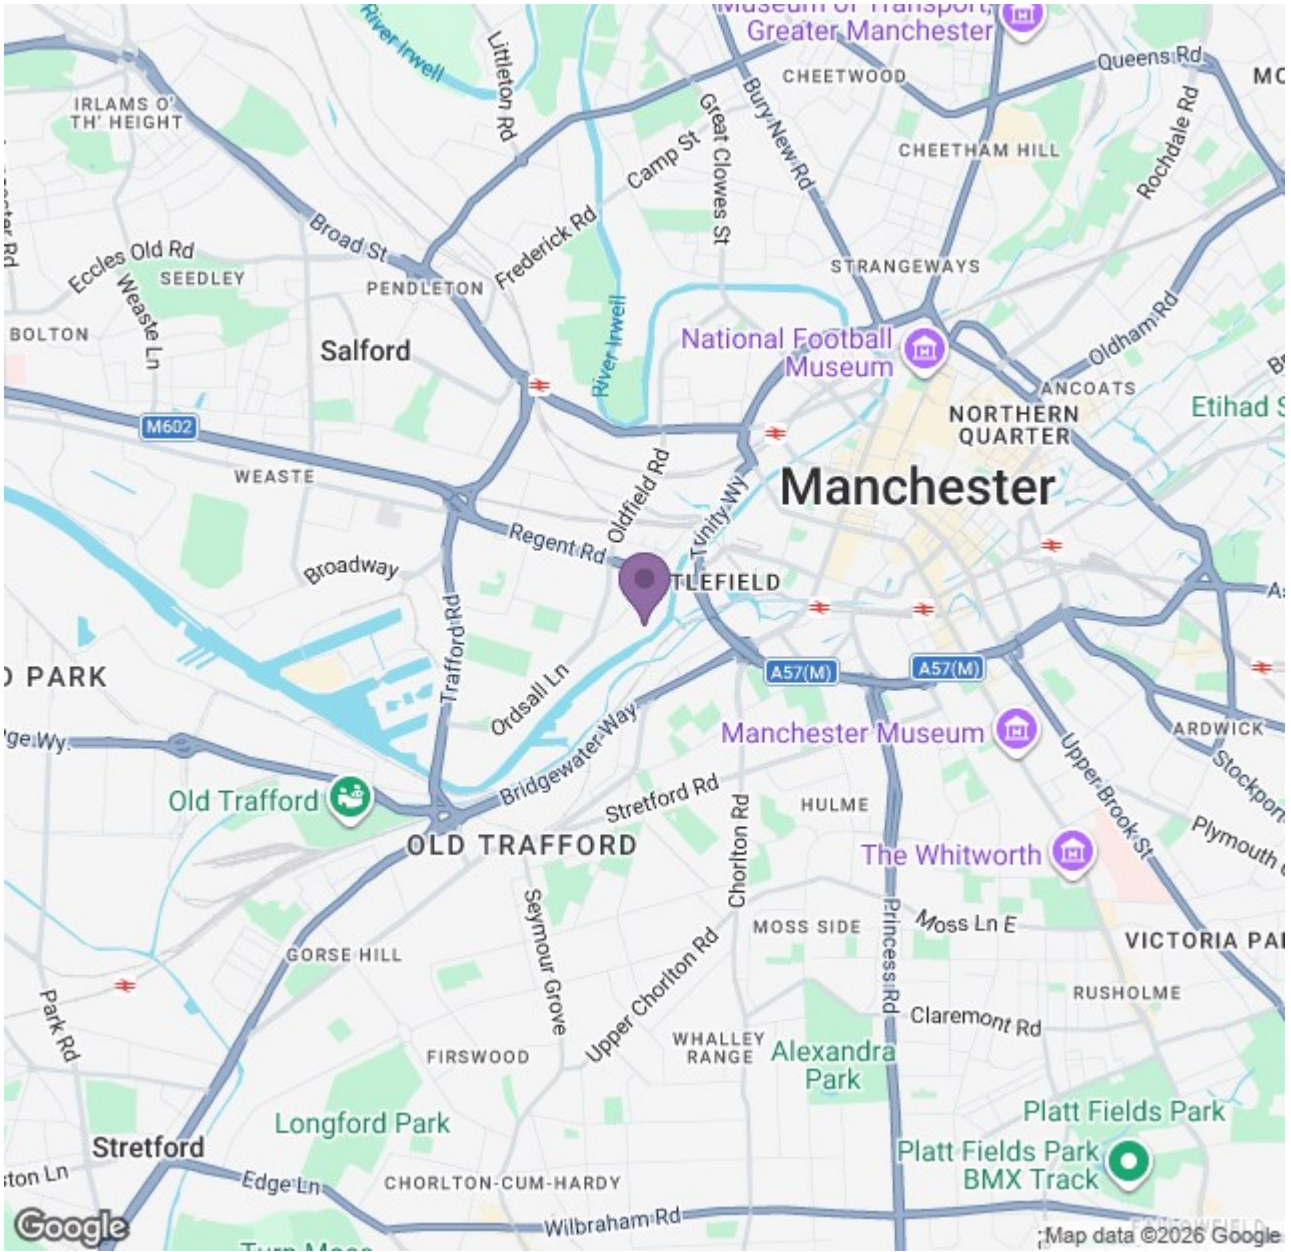 Museum of Transport,
Greater Manchester
River Irwell
Littleton Rd
CHEETWOOD
Queens Rd
IRLAMS O'
TH' HEIGHT
Bury New Rd
Great Clowes St
Camp St
CHEETHAM HILL
Rochdale Rd
Broad St
Frederick Rd
Eccles Old Rd
SEEDLEY
PENDLETON
STRANGEWAYS
Weaste Ln
BOLTON
River Irwell
Oldham Rd
National Football
Museum
Salford
ANCOATS
NORTHERN
QUARTER
M602
WEASTE
Oldfield Rd
Manchester
Trinity Wy
Regent Rd
Broadway
TLEFIELD
Trafford Rd
A57(M)
A57(M)
PARK
Ordsall Ln
Bridgewater Way
Manchester Museum
ARDWICK
Upper Brook St
Stockport
Old Trafford
Stretford Rd
HULME
Chorlton Rd
Plymouth
OLD TRAFFORD
The Whitworth
Seymour Grove
Princess Rd
MOSS SIDE
Moss Ln E
GORSE HILL
VICTORIA PA
Upper Chorlton Rd
Park Rd
RUSHOLME
Claremont Rd
FIRSWOOD
WHALLEY
RANGE
Alexandra
Park
Longford Park
Platt Fields Park
Stretford
Platt Fields Park
BMX Track
Edge Ln
CHORLTON-CUM-HARDY
Wilbraham Rd
Google
Map data ©2026 Google